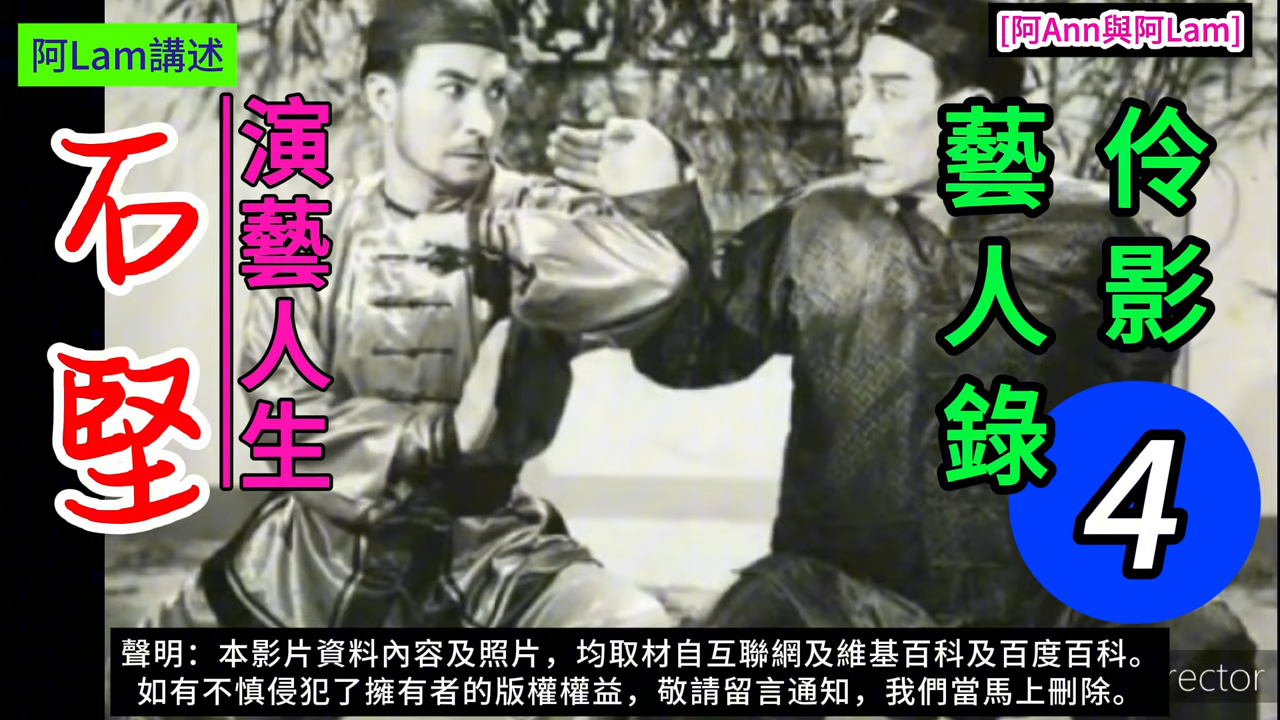 阿Lam講述
[阿Ann與阿Lam]
石堅
演藝人生
伶影
藝人錄
4
聲明：本影片資料內容及照片，均取材自互聯網及維基百科及百度百科。
如有不慎侵犯了擁有者的版權權益，敬請留言通知，我們當馬上刪除。
rector